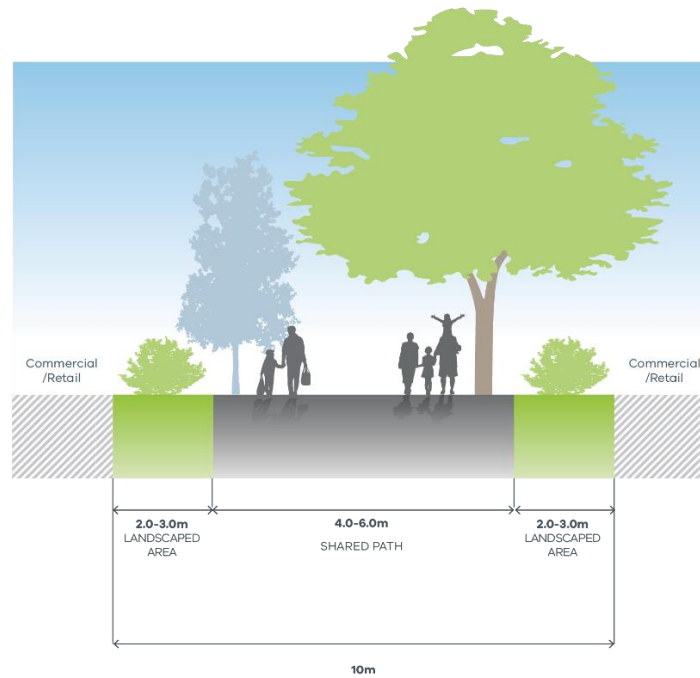 Commercial
/Retail
Commercial
/Retail
2.0-3.0m
LANDSCAPED
AREA
4.0-6.0m
SHARED PATH
2.0-3.0m
LANDSCAPED
AREA
10m